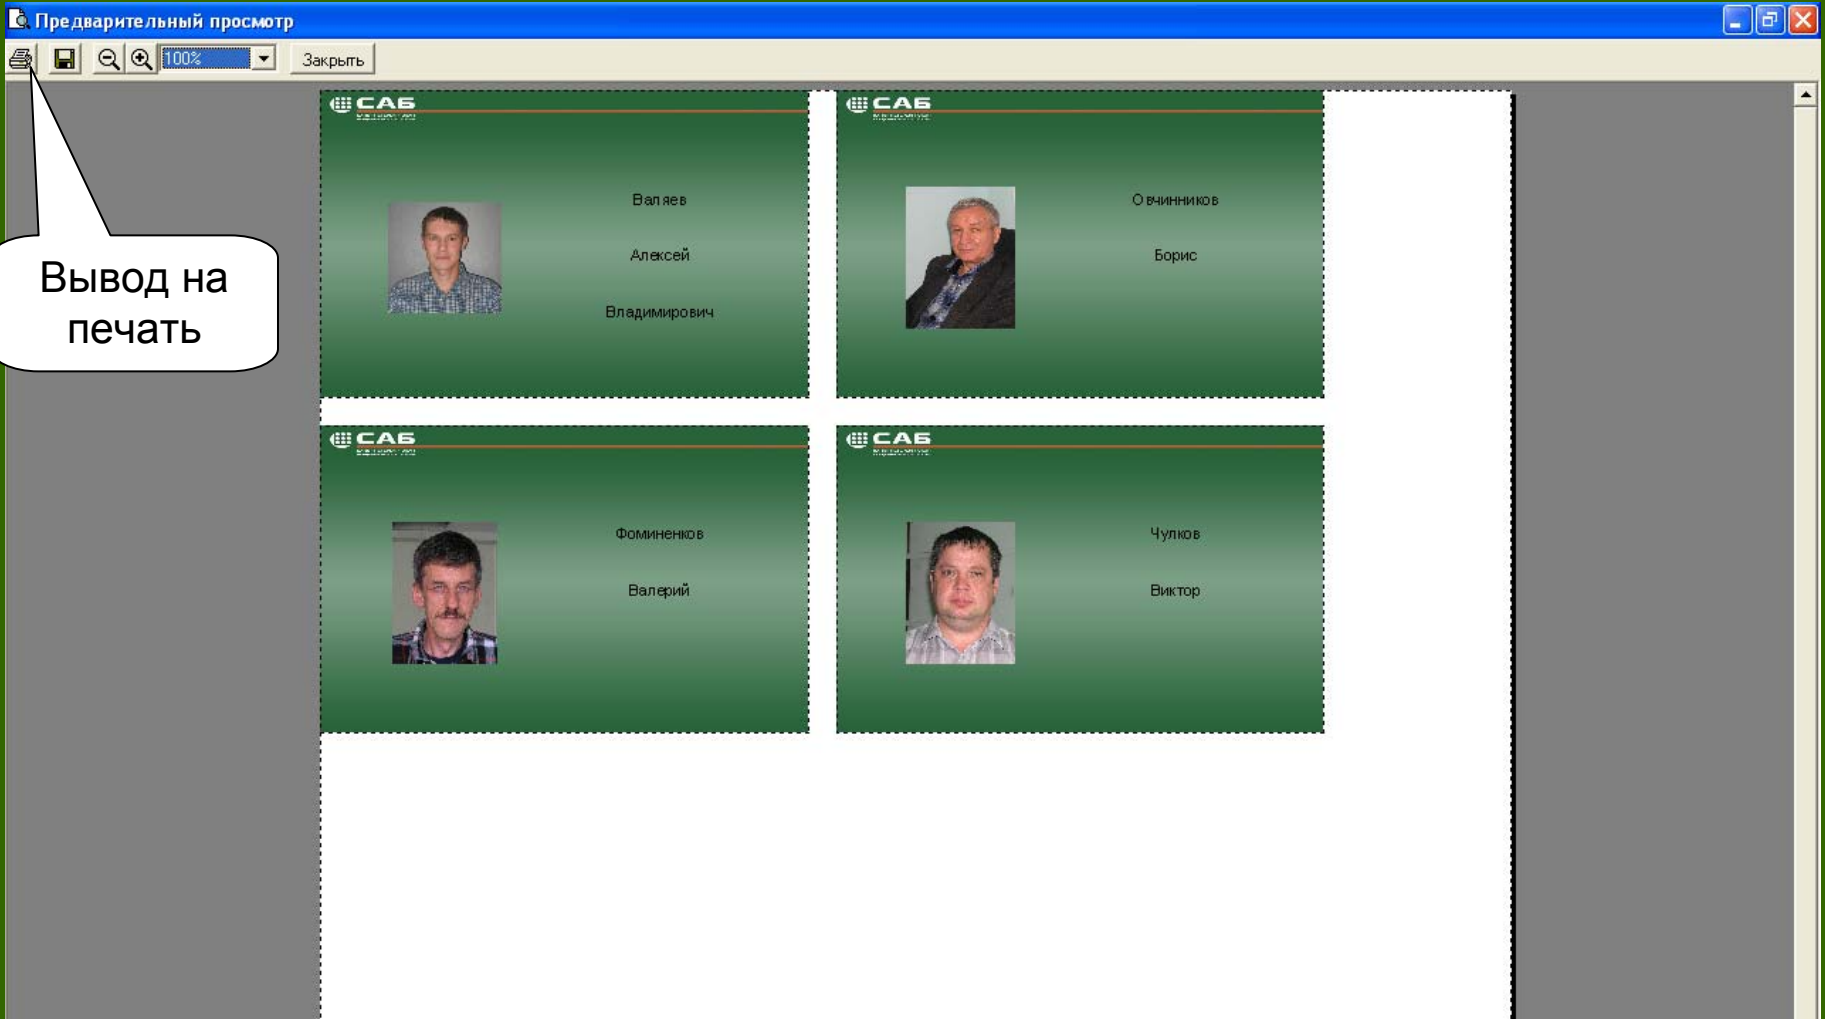 Предварительный просмотр
100%
Закрыть
Вывод на
печать
САБ
Валяев
Алексей
Владимирович
САБ
Овчинников
Борис
САБ
Фоминенков
Валерий
САБ
Чулков
Виктор